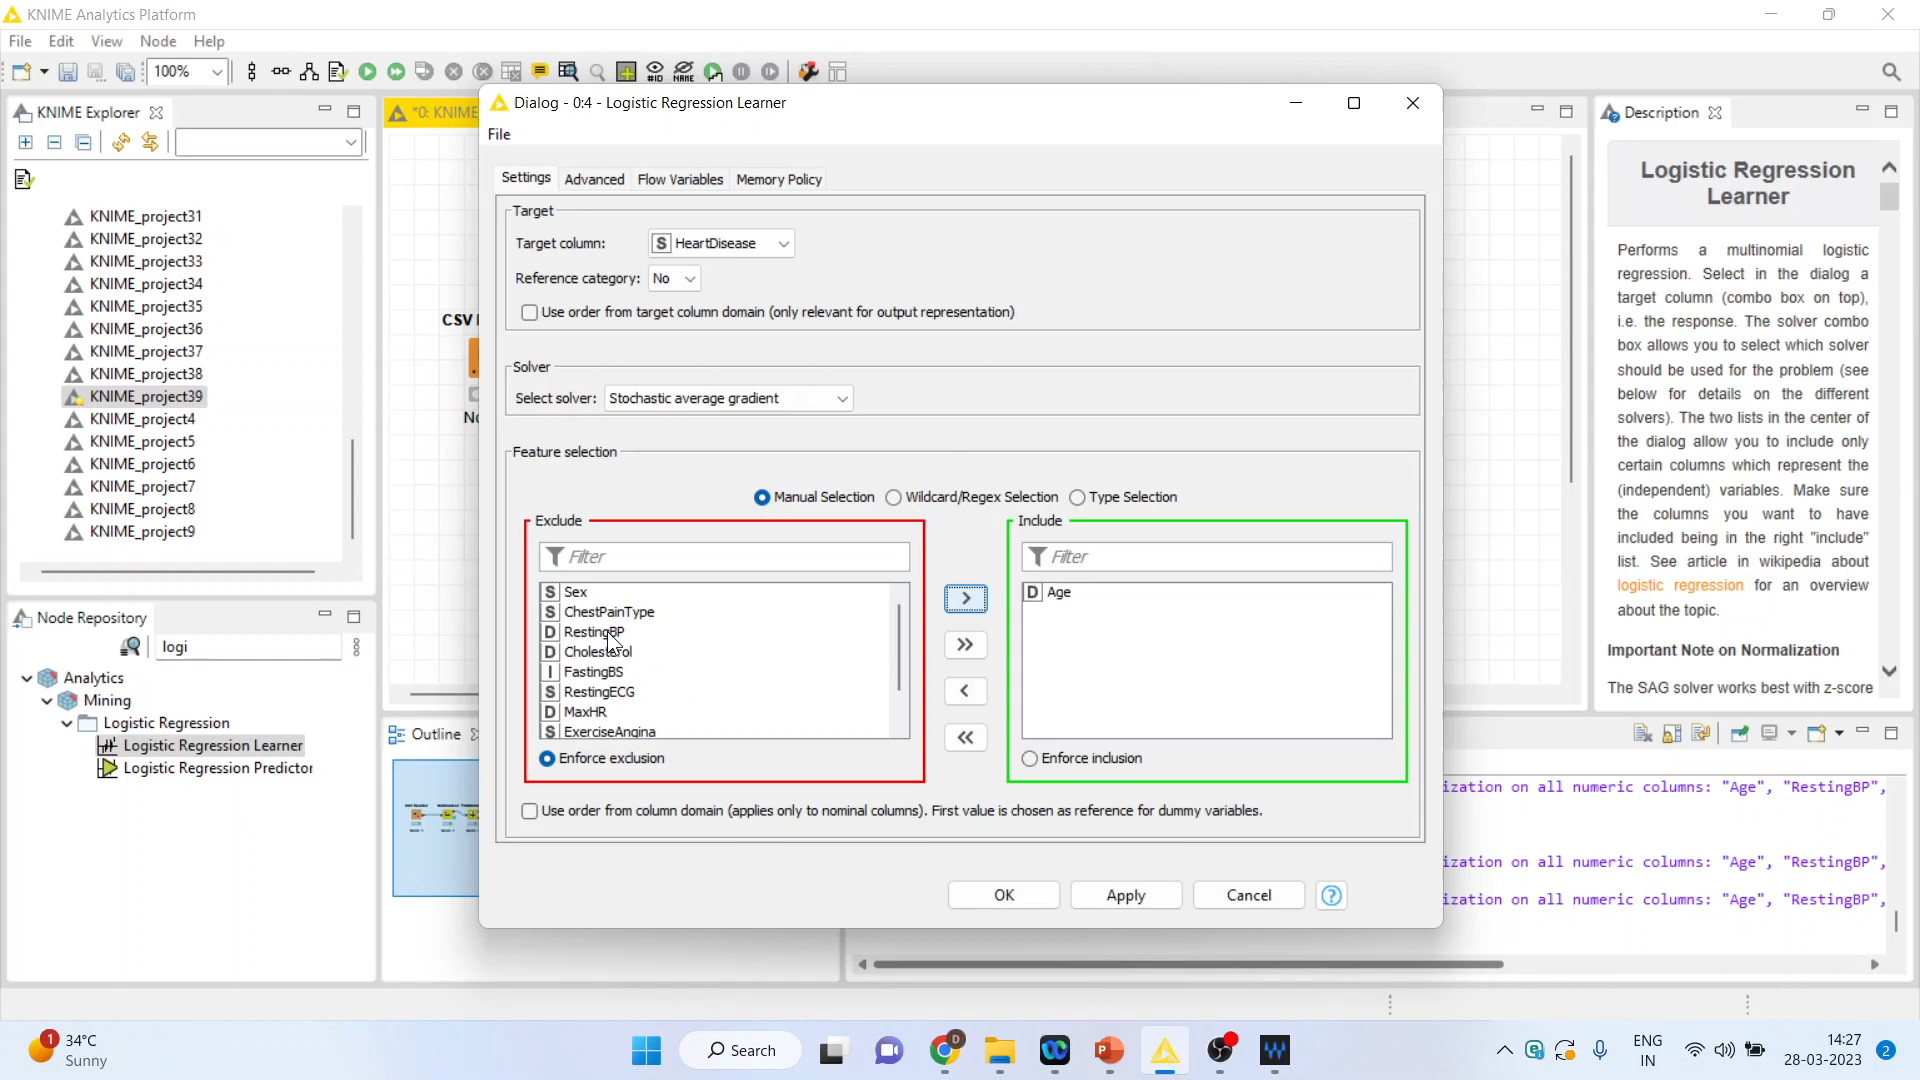 KNIME Analytics Platform
File Edit View Node Help
100%
#ID
NAME
KNIME Explorer
KNIME_project31
KNIME_project32
KNIME_project33
KNIME_project34
KNIME_project35
KNIME_project36
KNIME_project37
KNIME_project38
KNIME_project39
KNIME_project4
KNIME_project5
KNIME_project6
KNIME_project7
KNIME_project8
KNIME_project9
Node Repository
logi
Analytics
Mining
Logistic Regression
Logistic Regression Learner
Logistic Regression Predictor
*0: KNIME
CSV
Outline
Dialog - 0:4 - Logistic Regression Learner
File
Settings Advanced Flow Variables Memory Policy
Target
Target column: S HeartDisease
Reference category: No
Use order from target column domain (only relevant for output representation)
Solver
Select solver: Stochastic average gradient
Feature selection
Manual Selection Wildcard/Regex Selection Type Selection
Exclude
Filter
S Sex
S ChestPainType
D RestingBP
D Cholesterol
I FastingBS
S RestingECG
D MaxHR
S ExerciseAngina
Enforce exclusion
> 
>>
<
<<
Include
Filter
D Age
Enforce inclusion
Use order from column domain (applies only to nominal columns). First value is chosen as reference for dummy variables.
OK Apply Cancel ?
Description
Logistic Regression
Learner
Performs a multinomial logistic
regression. Select in the dialog a
target column (combo box on top),
i.e. the response. The solver combo
box allows you to select which solver
should be used for the problem (see
below for details on the different
solvers). The two lists in the center of
the dialog allow you to include only
certain columns which represent the
(independent) variables. Make sure
the columns you want to have
included being in the right "include"
list. See article in wikipedia about
logistic regression for an overview
about the topic.
Important Note on Normalization
The SAG solver works best with z-score
ization on all numeric columns: "Age", "RestingBP",
ization on all numeric columns: "Age", "RestingBP",
ization on all numeric columns: "Age", "RestingBP",
1
34°C
Sunny
Search
D
P
W
ENG
IN
14:27
28-03-2023
2